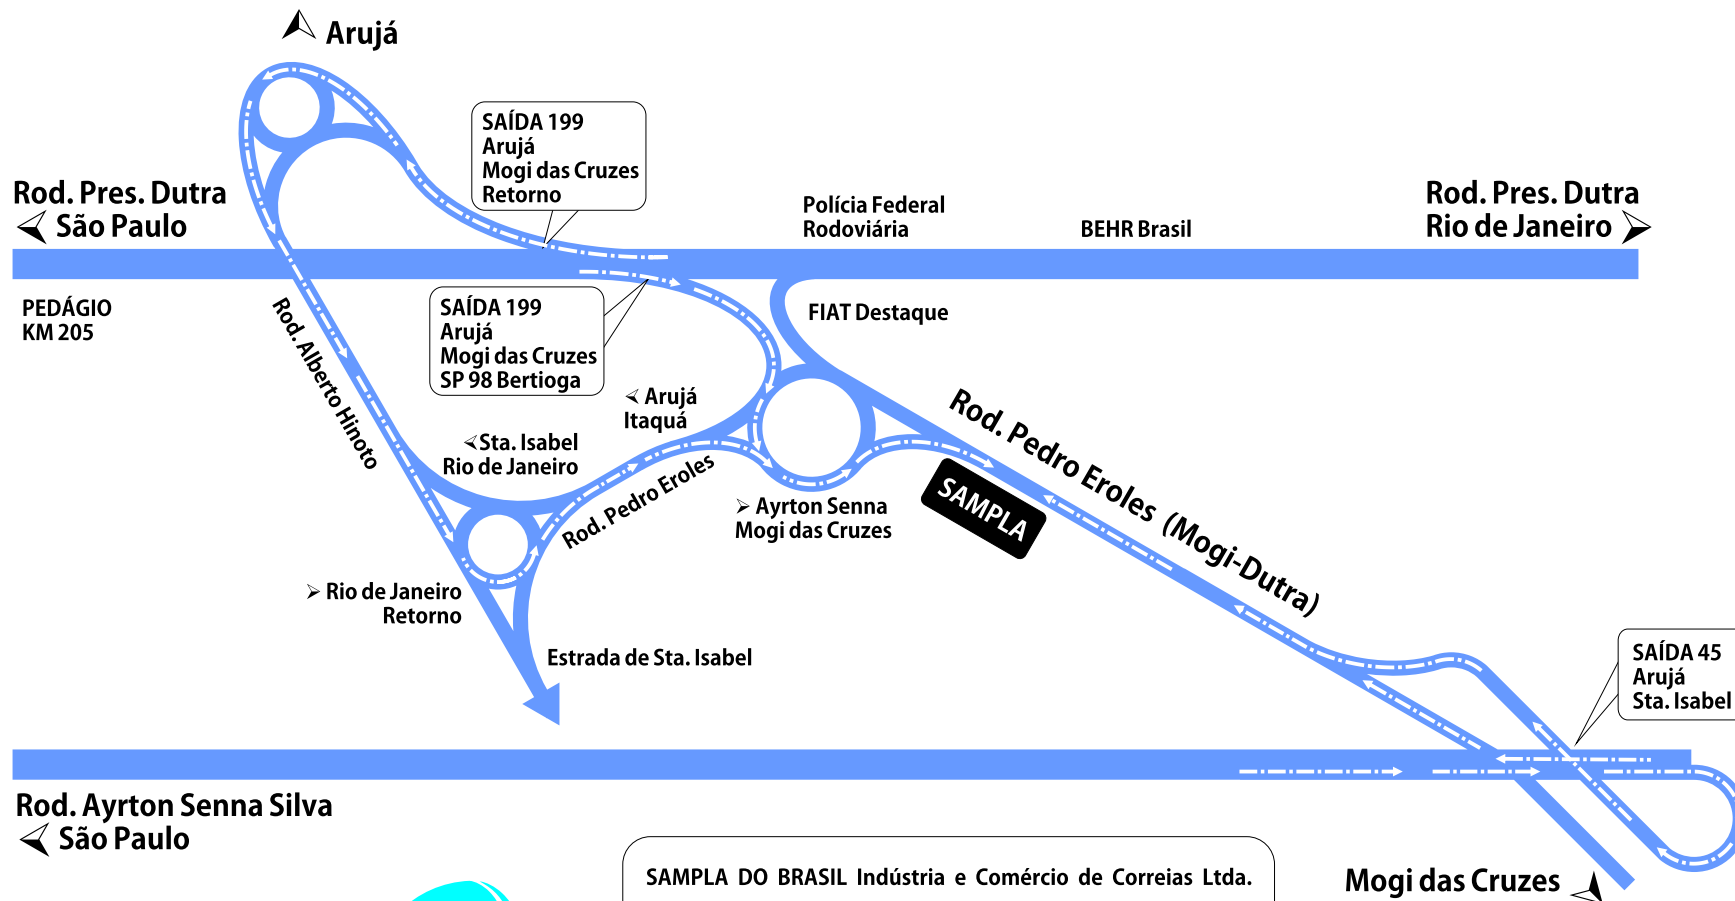 Arujá
SAÍDA 199
Arujá
Mogi das Cruzes
Retorno
Rod. Pres. Dutra
São Paulo
Polícia Federal
Rodoviária
BEHR Brasil
Rod. Pres. Dutra
Rio de Janeiro
PEDÁGIO
KM 205
Rod. Alberto Hinoto
SAÍDA 199
Arujá
Mogi das Cruzes
SP 98 Bertioga
FIAT Destaque
Arujá
Itaquá
Sta. Isabel
Rio de Janeiro
Rod. Pedro Eroles
Rod. Pedro Eroles (Mogi-Dutra)
SAMPLA
Ayrton Senna
Mogi das Cruzes
Rio de Janeiro
Retorno
Estrada de Sta. Isabel
SAÍDA 45
Arujá
Sta. Isabel
Rod. Ayrton Senna Silva
São Paulo
SAMPLA DO BRASIL Indústria e Comércio de Correias Ltda.
Mogi das Cruzes